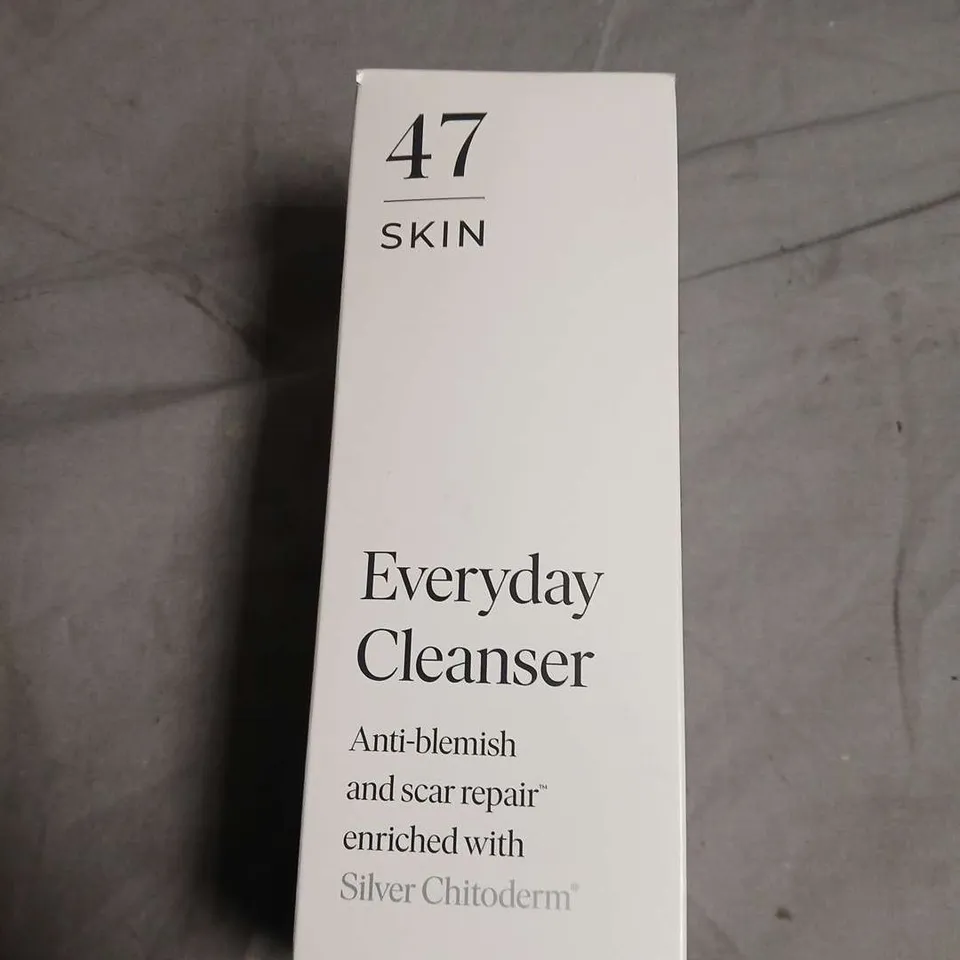 47
SKIN
Everyday
Cleanser
Anti-blemish
and scar repair™
enriched with
Silver Chitoderm®